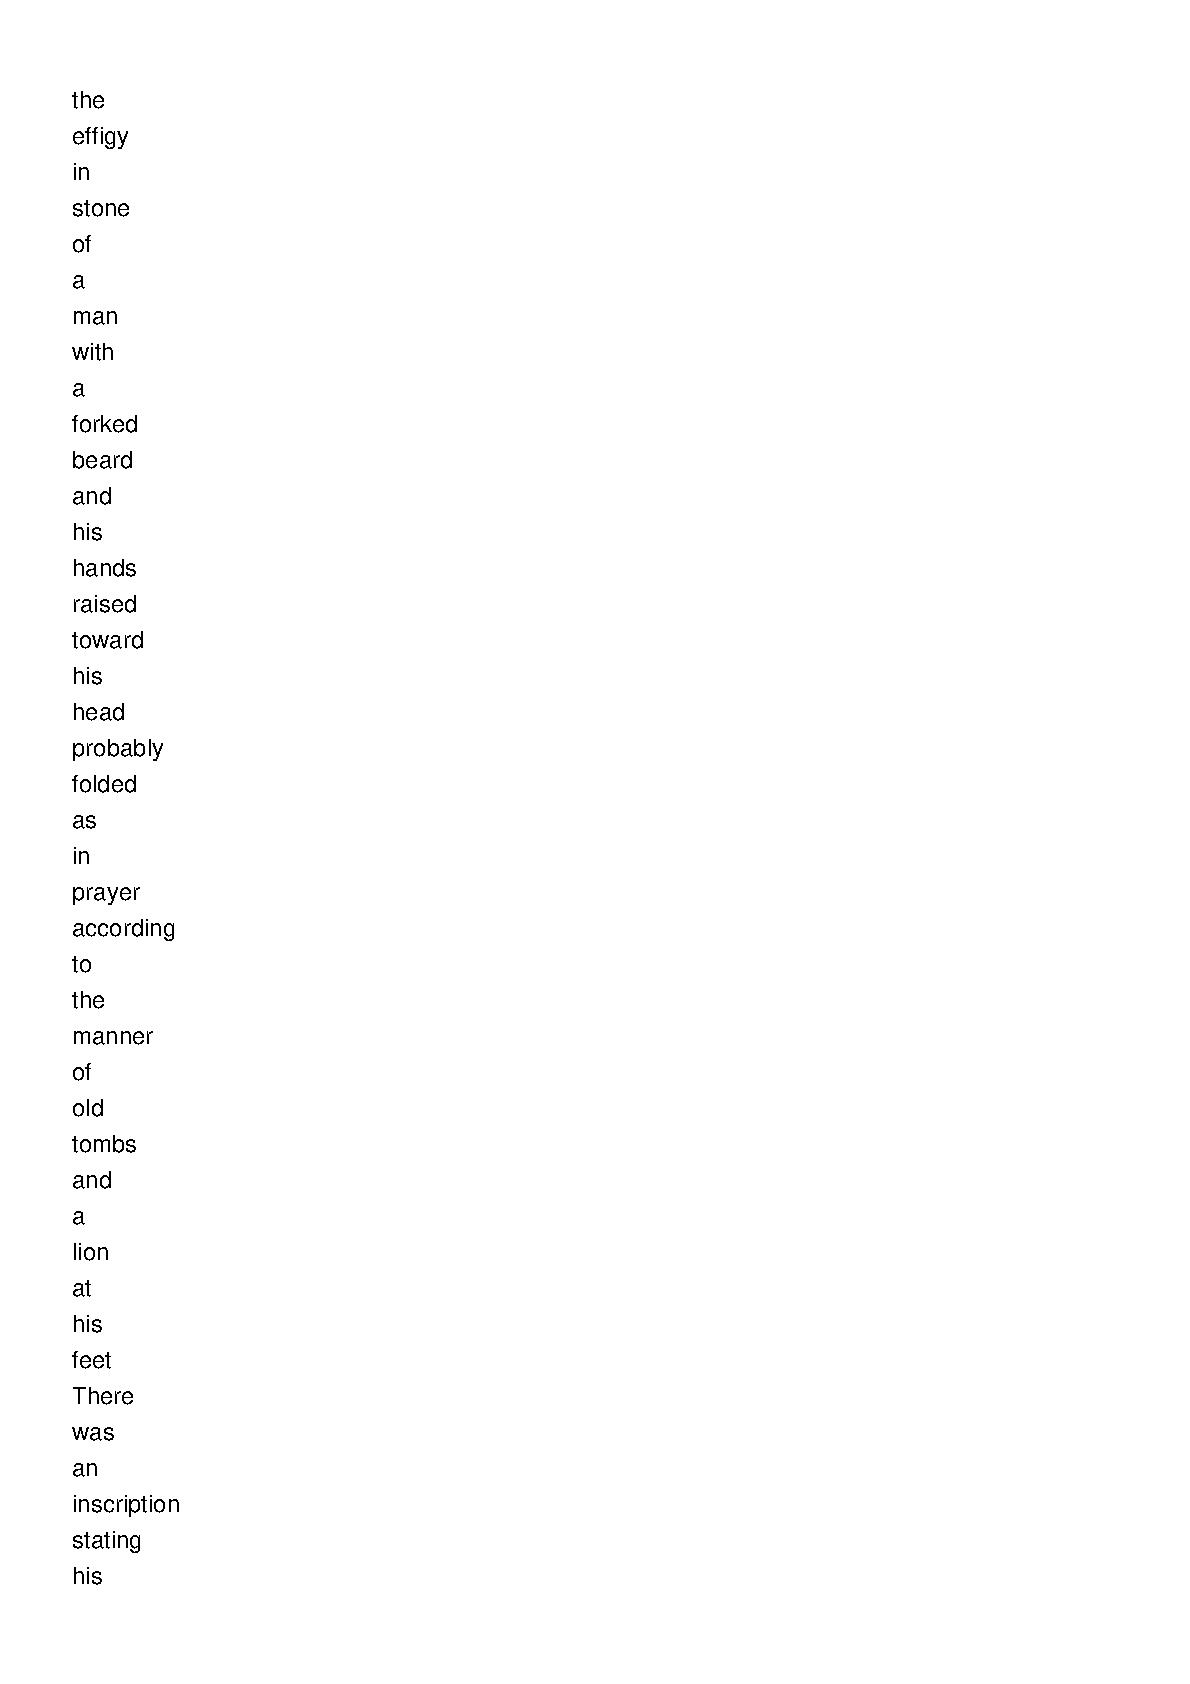 the
effigy
in
stone
of
a
man
with
a
forked
beard
and
his
hands
raised
toward
his
head
probably
folded
as
in
prayer
according
to
the
manner
of
old
tombs
and
a
lion
at
his
feet
There
was
an
inscription
stating
his